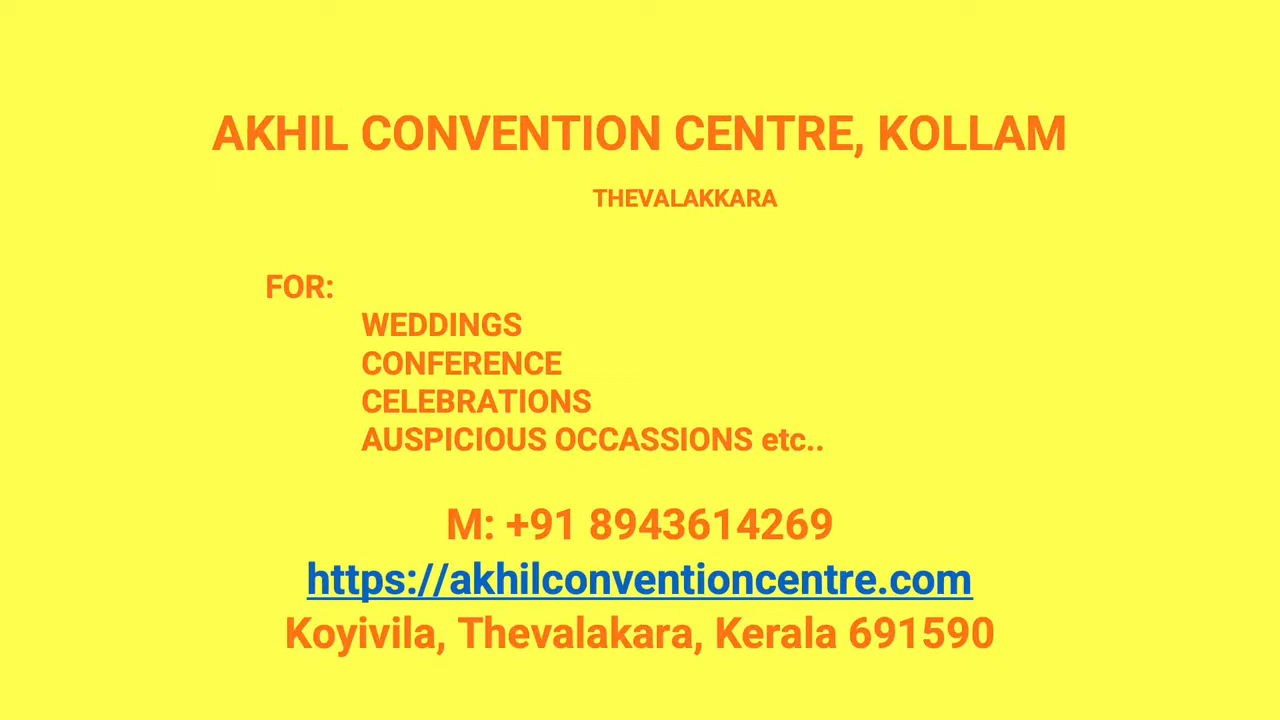 AKHIL CONVENTION CENTRE, KOLLAM
THEVALAKKARA
FOR:
WEDDINGS
CONFERENCE
CELEBRATIONS
AUSPICIOUS OCCASSIONS etc..
M: +91 8943614269
https://akhilconventioncentre.com
Koyivila, Thevalakara, Kerala 691590